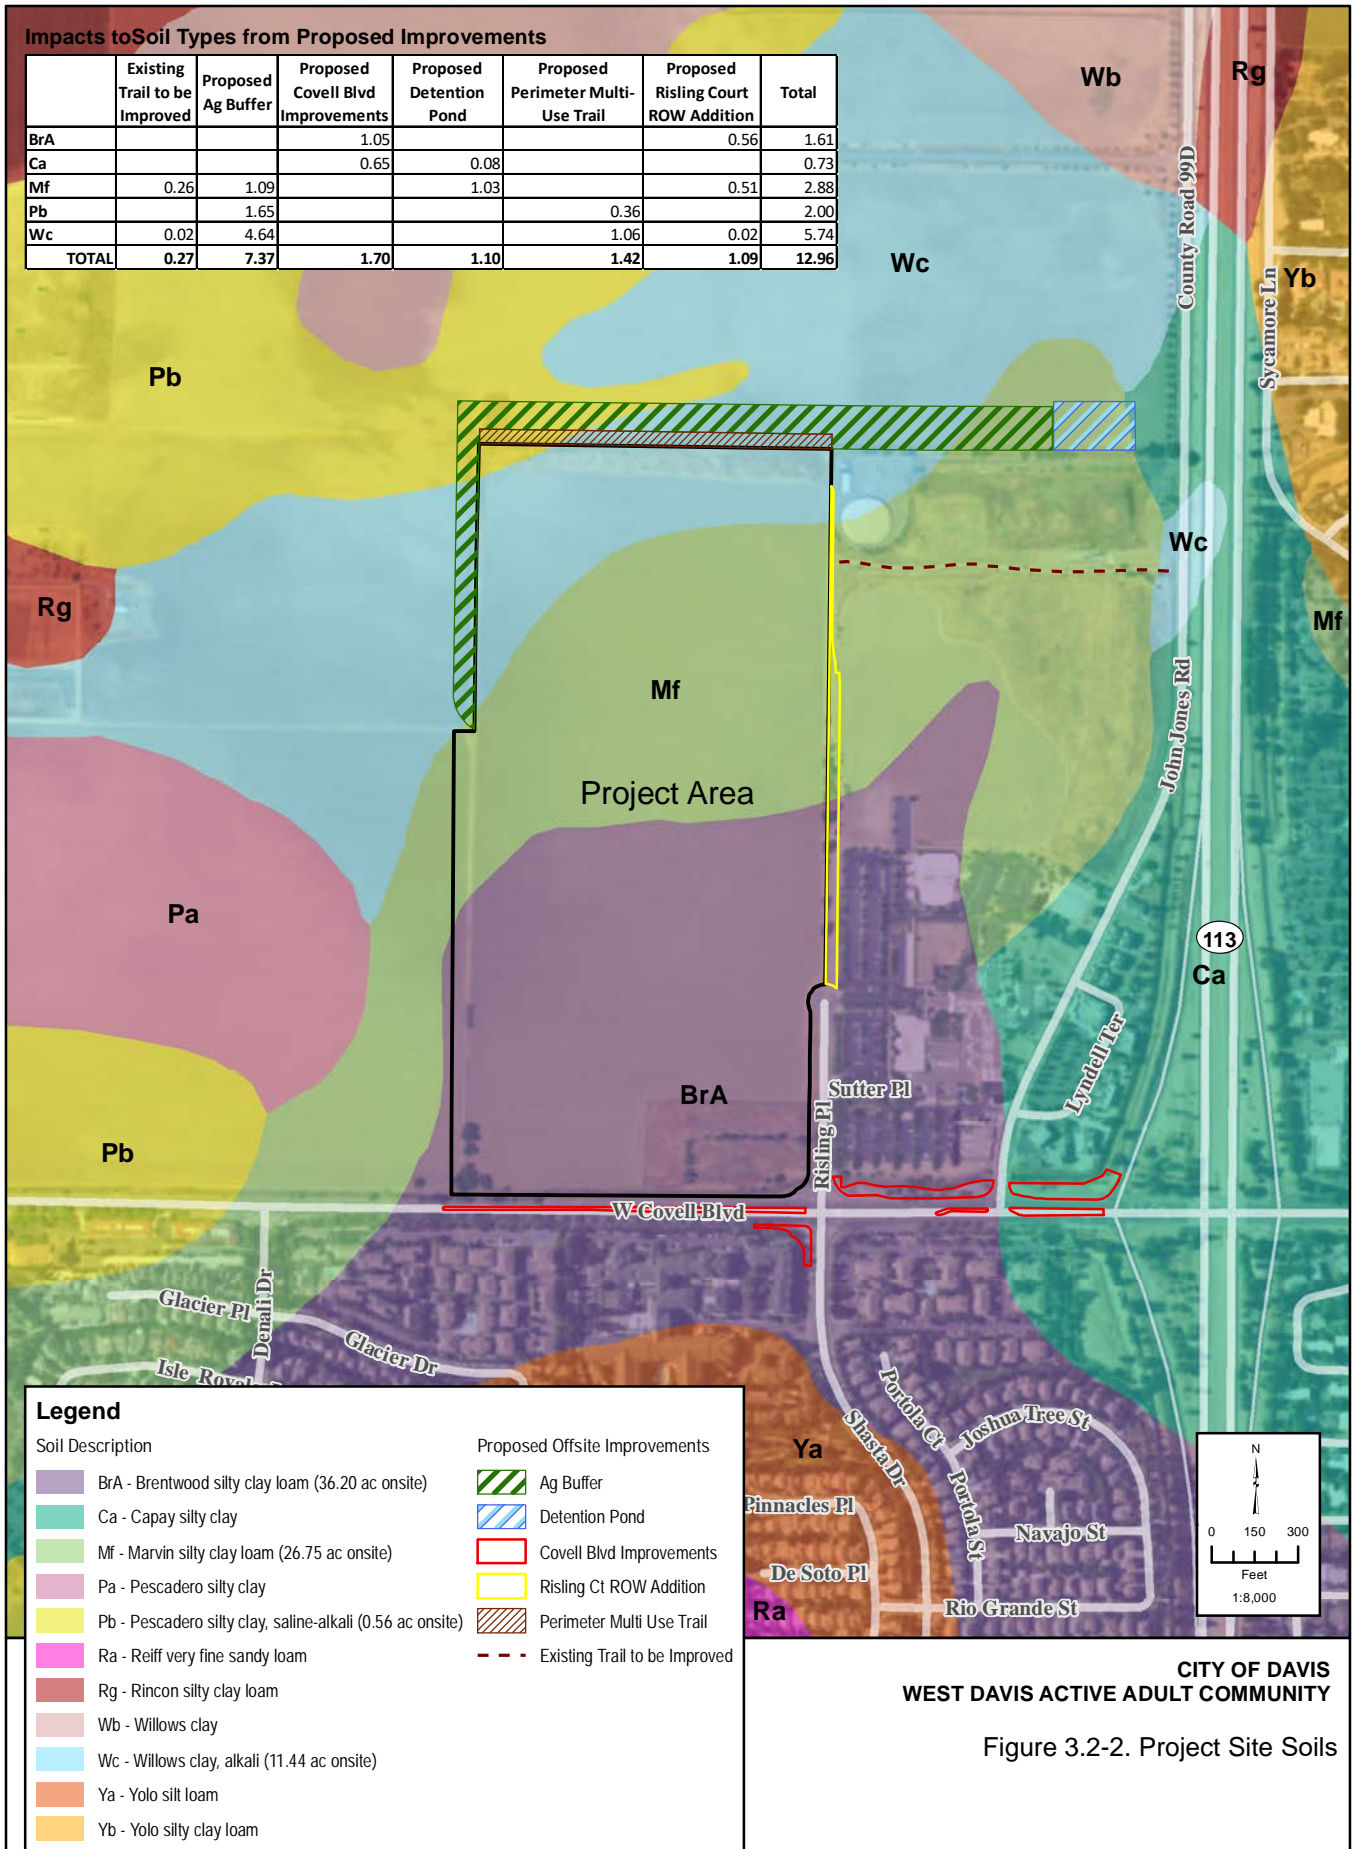 Impacts toSoil Types from Proposed Improvements
Existing Trail to be Improved | Proposed Ag Buffer | Proposed Covell Blvd Improvements | Proposed Detention Pond | Proposed Perimeter Multi-Use Trail | Proposed Risling Court ROW Addition | Total
BrA 1.05 0.56 1.61
Ca 0.65 0.08 0.73
Mf 0.26 1.09 1.03 0.51 2.88
Pb 1.65 0.36 2.00
Wc 0.02 4.64 1.06 0.02 5.74
TOTAL 0.27 7.37 1.70 1.10 1.42 1.09 12.96
Wb
Rg
County Road 99D
Wc
Yb
Sycamore Ln
Pb
Wc
Rg
Mf
Mf
John Jones Rd
Project Area
Pa
113
Ca
Lyndell Ter
BrA
Sutter Pl
Risling Pl
Pb
W Covell Blvd
Glacier Pl
Denali Dr
Glacier Dr
Isle Royale
Portola Ct
Joshua Tree St
Shasta Dr
Ya
Portola St
Pinnacles Pl
Navajo St
De Soto Pl
Ra
Rio Grande St
N
0 150 300
Feet
1:8,000
Legend
Soil Description
BrA - Brentwood silty clay loam (36.20 ac onsite)
Ca - Capay silty clay
Mf - Marvin silty clay loam (26.75 ac onsite)
Pa - Pescadero silty clay
Pb - Pescadero silty clay, saline-alkali (0.56 ac onsite)
Ra - Reiff very fine sandy loam
Rg - Rincon silty clay loam
Wb - Willows clay
Wc - Willows clay, alkali (11.44 ac onsite)
Ya - Yolo silt loam
Yb - Yolo silty clay loam
Proposed Offsite Improvements
Ag Buffer
Detention Pond
Covell Blvd Improvements
Risling Ct ROW Addition
Perimeter Multi Use Trail
Existing Trail to be Improved
CITY OF DAVIS
WEST DAVIS ACTIVE ADULT COMMUNITY
Figure 3.2-2. Project Site Soils